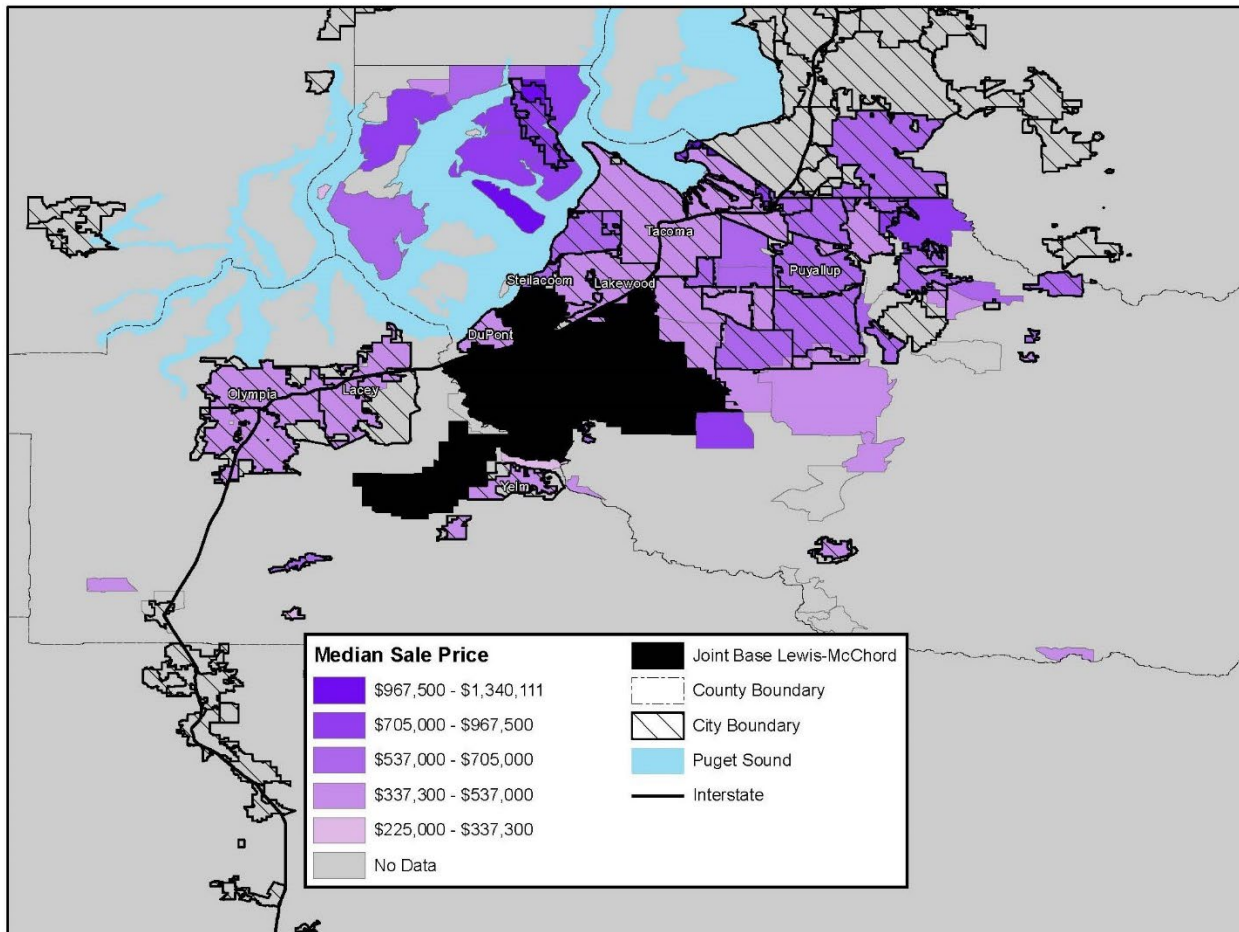 Tacoma
Puyallup
Steilacoom
Lakewood
DuPont
Olympia
Lacey
Yelm
Median Sale Price
$967,500 - $1,340,111
$705,000 - $967,500
$537,000 - $705,000
$337,300 - $537,000
$225,000 - $337,300
No Data
Joint Base Lewis-McChord
County Boundary
City Boundary
Puget Sound
Interstate